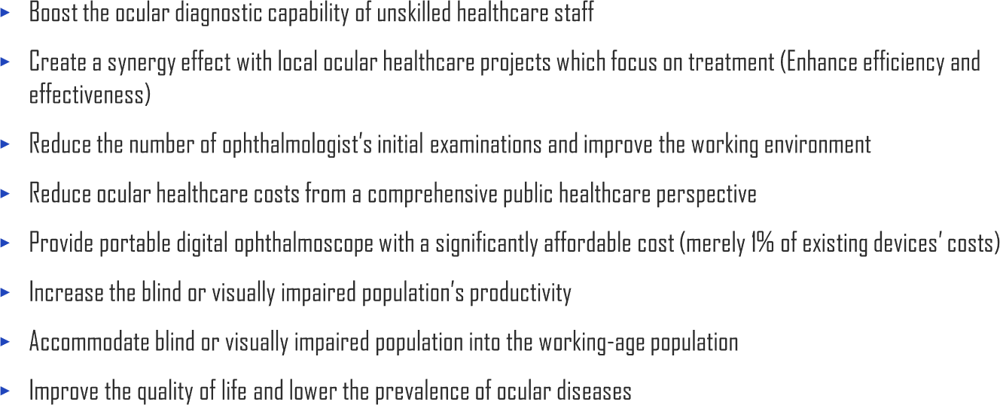 ▸ Boost the ocular diagnostic capability of unskilled healthcare staff
▸ Create a synergy effect with local ocular healthcare projects which focus on treatment (Enhance efficiency and
effectiveness)
▸ Reduce the number of ophthalmologist's initial examinations and improve the working environment
▸ Reduce ocular healthcare costs from a comprehensive public healthcare perspective
▸ Provide portable digital ophthalmoscope with a significantly affordable cost (merely 1% of existing devices' costs)
▸ Increase the blind or visually impaired population's productivity
▸ Accommodate blind or visually impaired population into the working-age population
▸ Improve the quality of life and lower the prevalence of ocular diseases